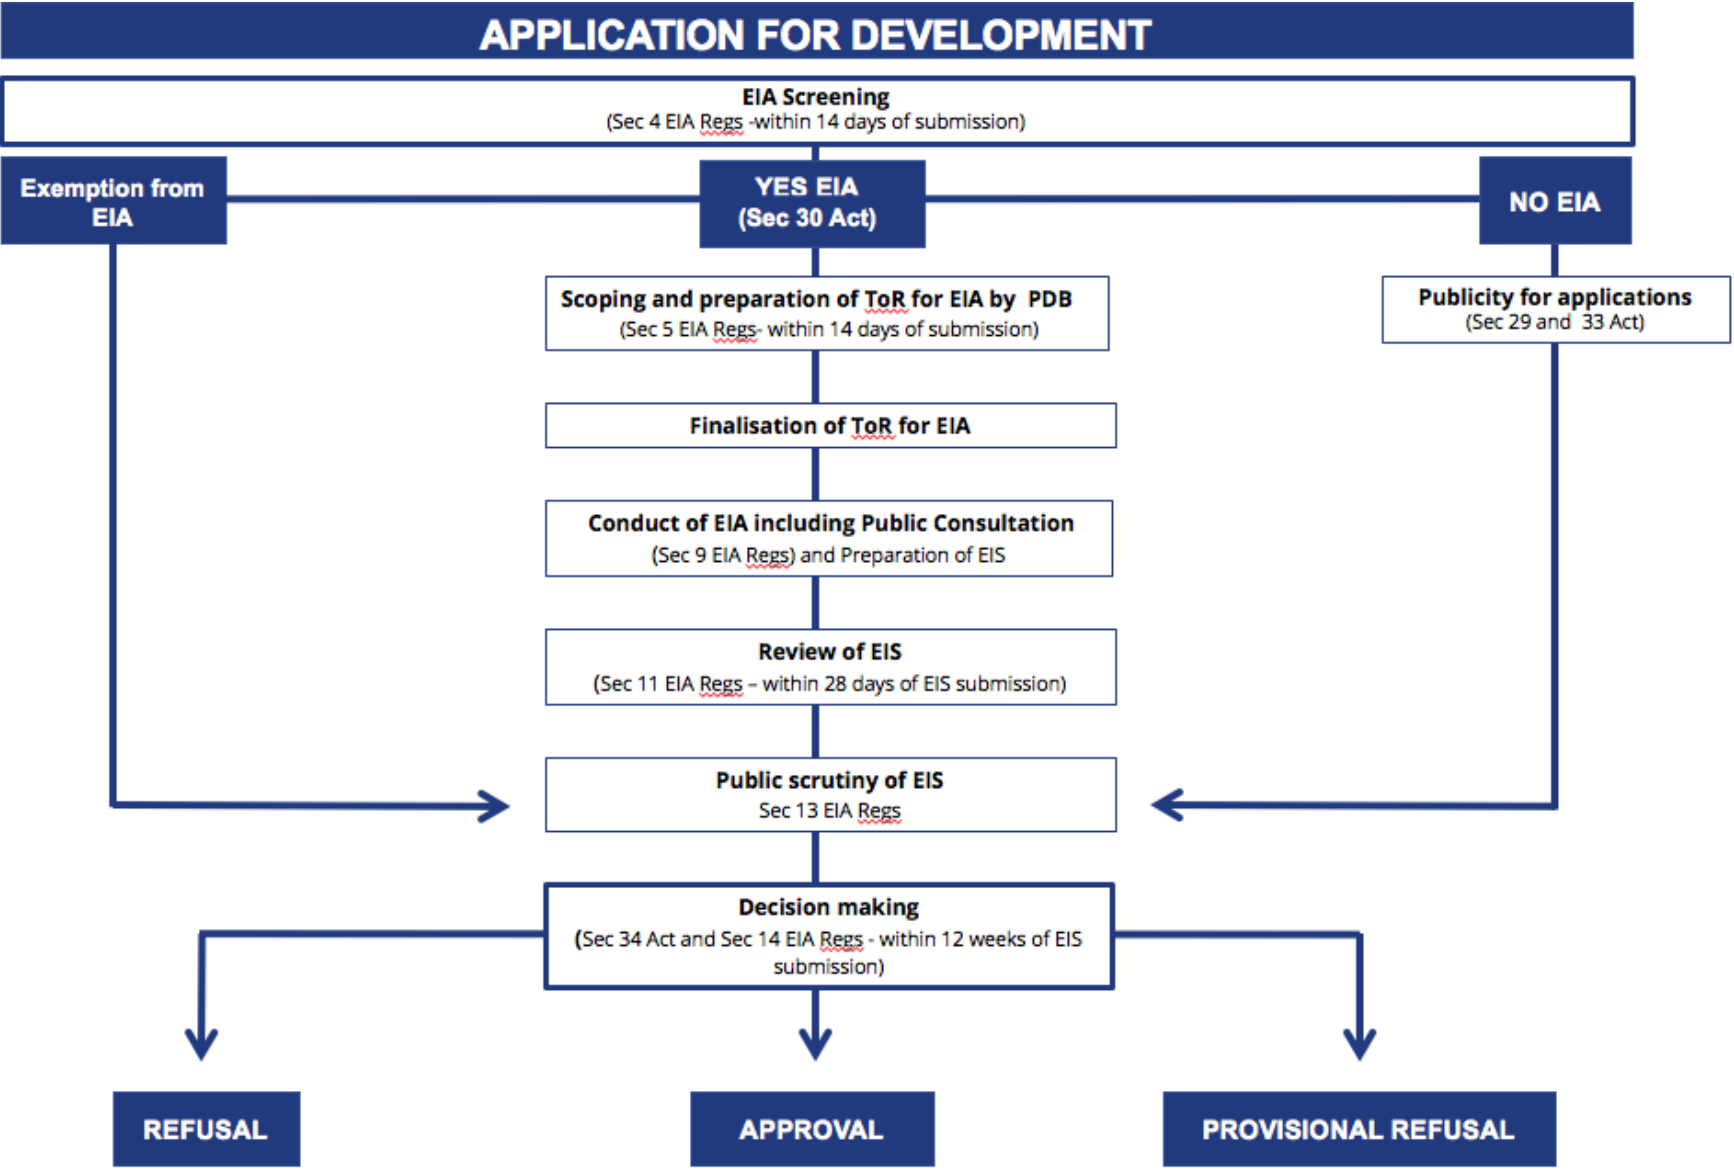 APPLICATION FOR DEVELOPMENT
EIA Screening
(Sec 4 EIA Regs -within 14 days of submission)
Exemption from
EIA
YES EIA
(Sec 30 Act)
NO EIA
Scoping and preparation of ToR for EIA by PDB
(Sec 5 EIA Regs- within 14 days of submission)
Publicity for applications
(Sec 29 and 33 Act)
Finalisation of ToR for EIA
Conduct of EIA including Public Consultation
(Sec 9 EIA Regs) and Preparation of EIS
Review of EIS
(Sec 11 EIA Regs – within 28 days of EIS submission)
Public scrutiny of EIS
Sec 13 EIA Regs
Decision making
(Sec 34 Act and Sec 14 EIA Regs - within 12 weeks of EIS
submission)
REFUSAL
APPROVAL
PROVISIONAL REFUSAL